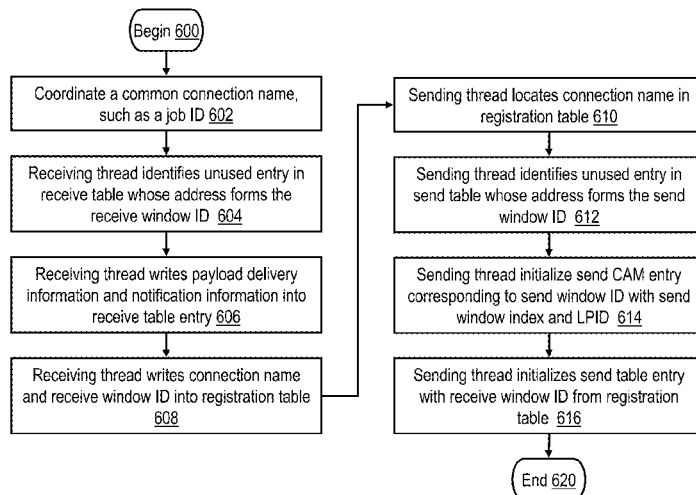 Begin 600
Coordinate a common connection name,
such as a job ID 602
Receiving thread identifies unused entry in
receive table whose address forms the
receive window ID 604
Receiving thread writes payload delivery
information and notification information into
receive table entry 606
Receiving thread writes connection name
and receive window ID into registration table
608
Sending thread locates connection name in
registration table 610
Sending thread identifies unused entry in
send table whose address forms the send
window ID 612
Sending thread initialize send CAM entry
corresponding to send window ID with send
window index and LPID 614
Sending thread initializes send table entry
with receive window ID from registration
table 616
End 620